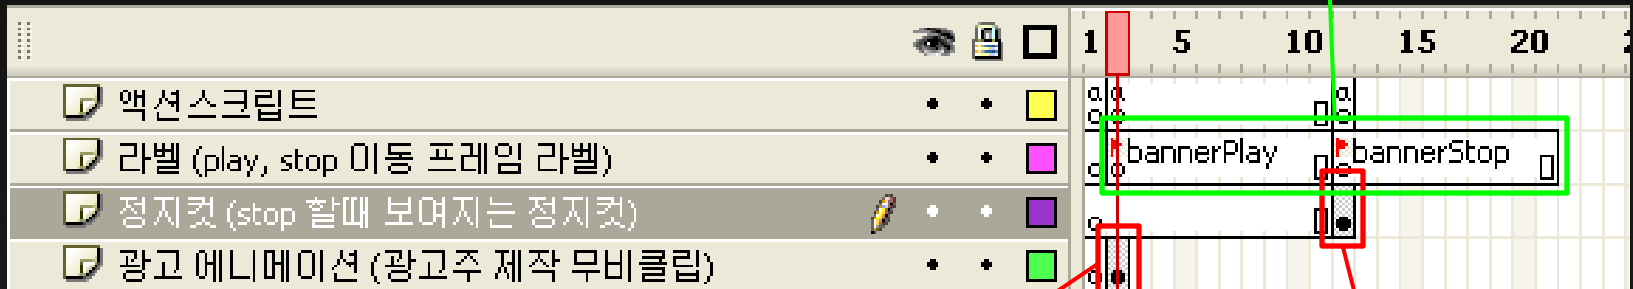 1 5 10 15 20
액션스크립트
라벨 (play, stop 이동 프레임 라벨) bannerPlay bannerStop
정지컷 (stop 할때 보여지는 정지컷)
광고 에니메이션 (광고주 제작 무비클립)